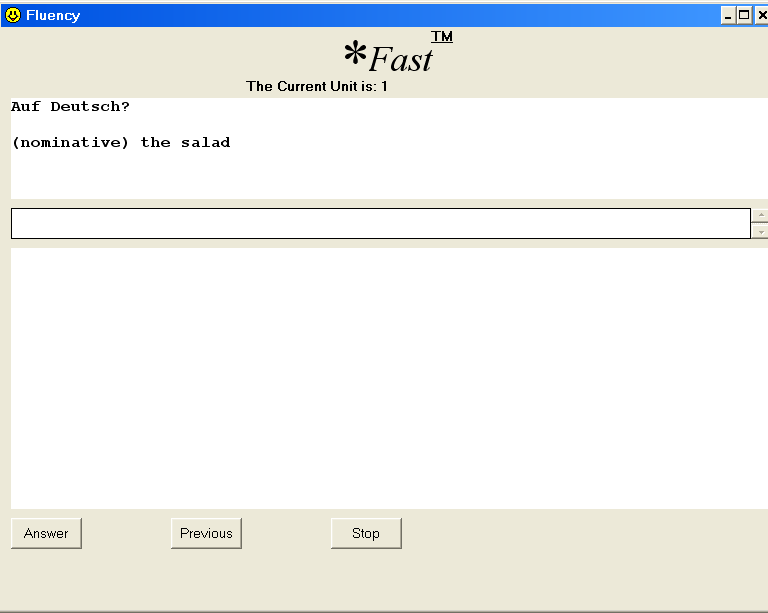 Fluency
*Fast™
The Current Unit is: 1
Auf Deutsch?
(nominative) the salad
Answer
Previous
Stop